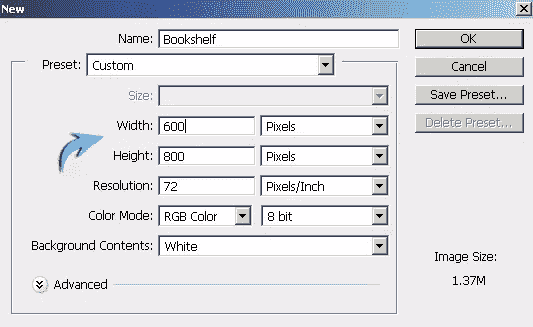 New
Name: Bookshelf OK
Preset: Custom Cancel
Size: Save Preset...
Width: 600 Pixels Delete Preset...
Height: 800 Pixels
Resolution: 72 Pixels/Inch
Color Mode: RGB Color 8 bit
Background Contents: White Image Size:
Advanced 1.37M